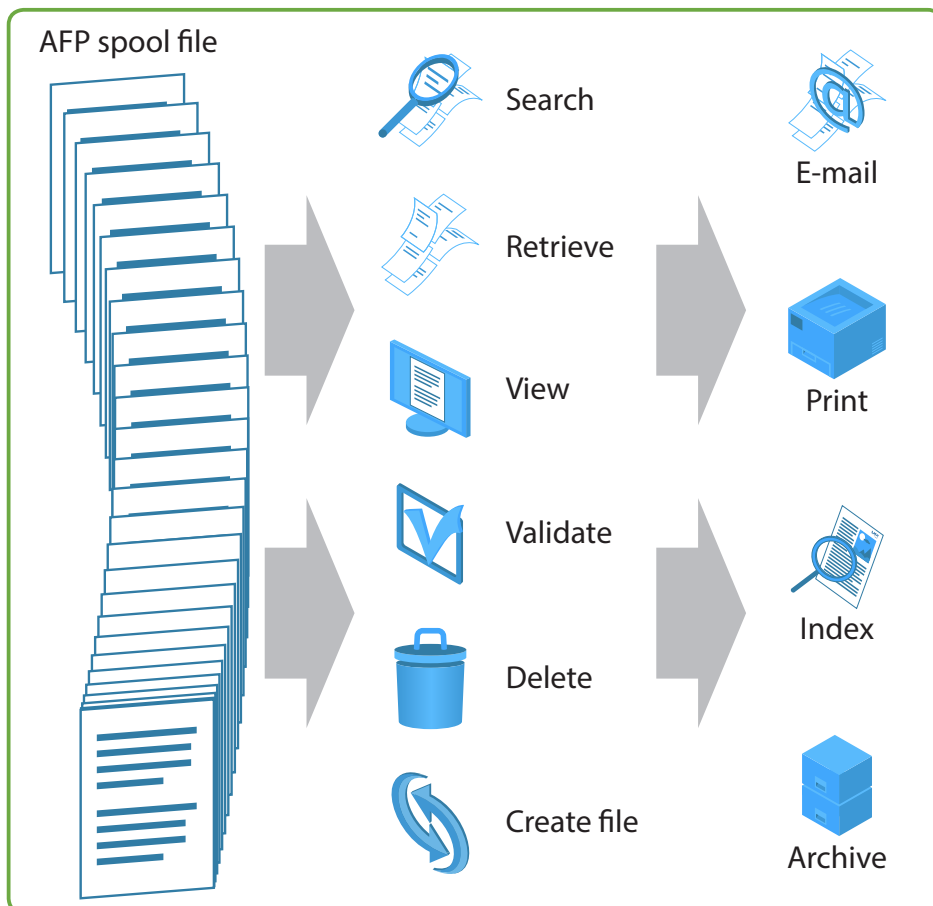 AFP spool file
Search
Retrieve
View
Validate
Delete
Create file
E-mail
Print
Index
Archive